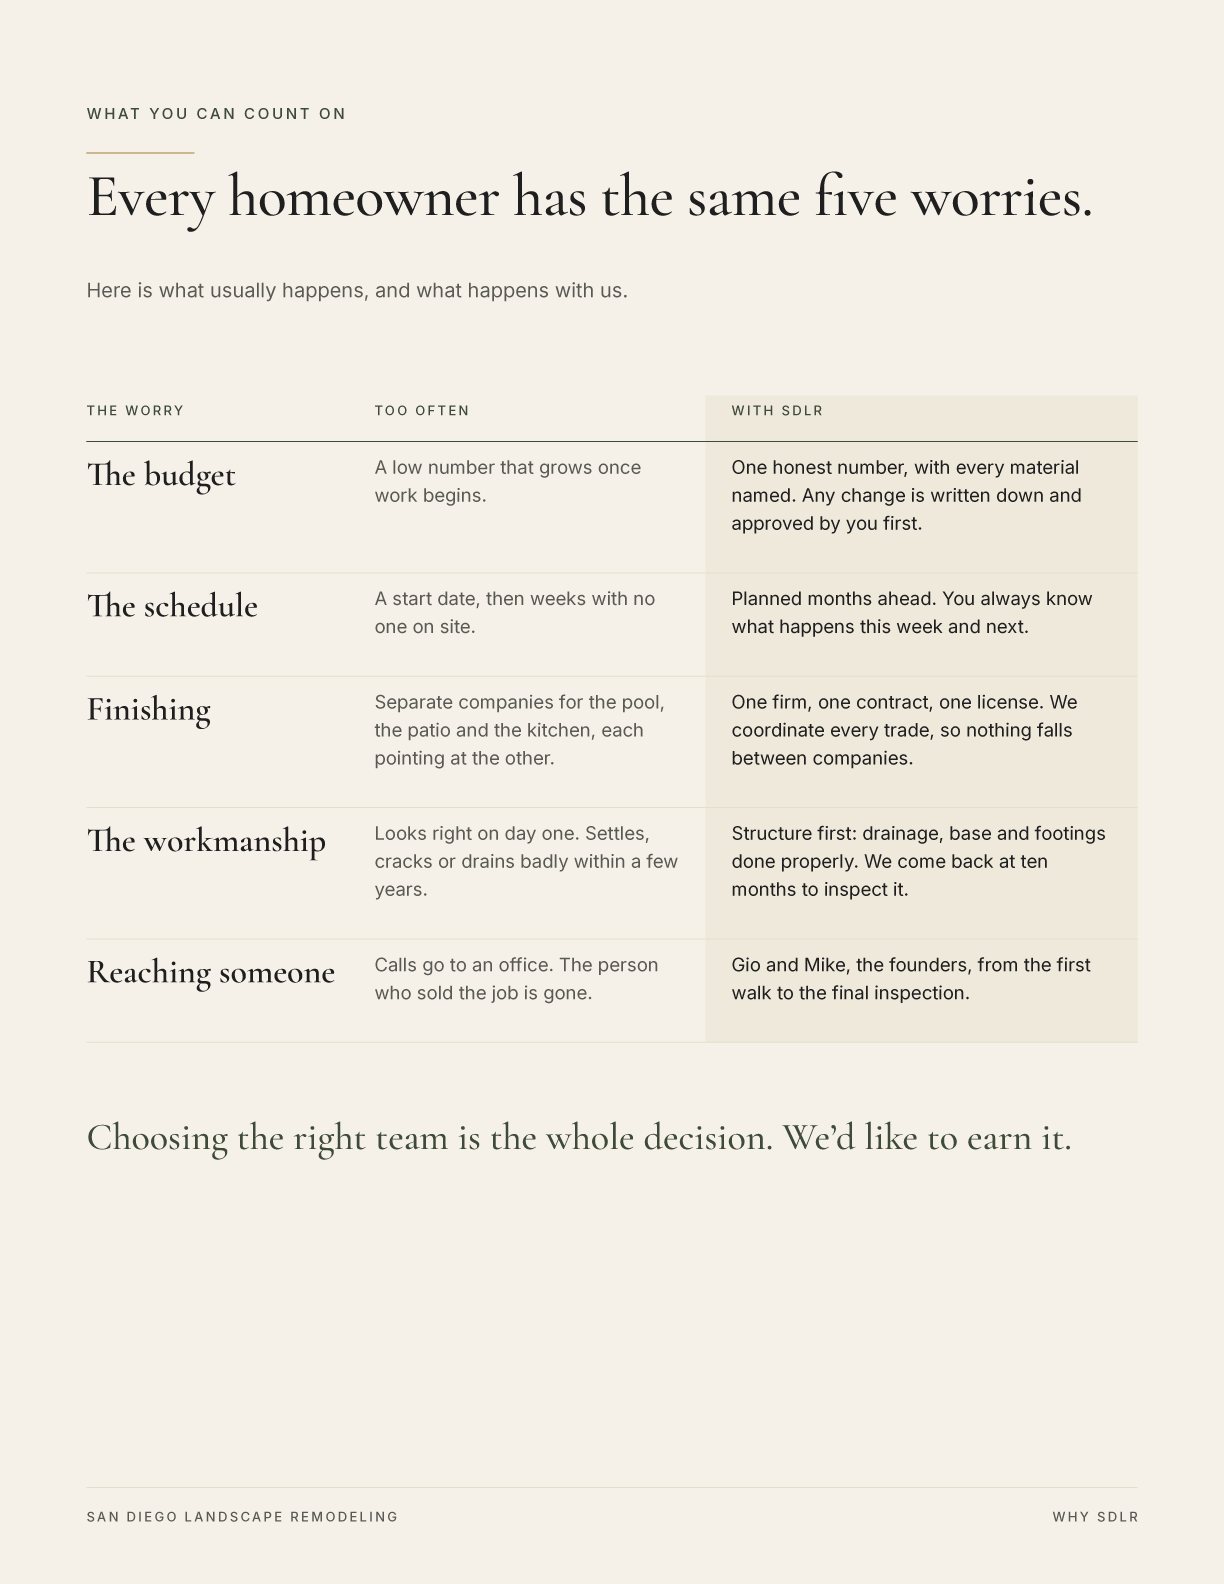 WHAT YOU CAN COUNT ON
Every homeowner has the same five worries.
Here is what usually happens, and what happens with us.
THE WORRY
TOO OFTEN
WITH SDLR
The budget
A low number that grows once
work begins.
One honest number, with every material
named. Any change is written down and
approved by you first.
The schedule
A start date, then weeks with no
one on site.
Planned months ahead. You always know
what happens this week and next.
Finishing
Separate companies for the pool,
the patio and the kitchen, each
pointing at the other.
One firm, one contract, one license. We
coordinate every trade, so nothing falls
between companies.
The workmanship
Looks right on day one. Settles,
cracks or drains badly within a few
years.
Structure first: drainage, base and footings
done properly. We come back at ten
months to inspect it.
Reaching someone
Calls go to an office. The person
who sold the job is gone.
Gio and Mike, the founders, from the first
walk to the final inspection.
Choosing the right team is the whole decision. We’d like to earn it.
SAN DIEGO LANDSCAPE REMODELING
WHY SDLR